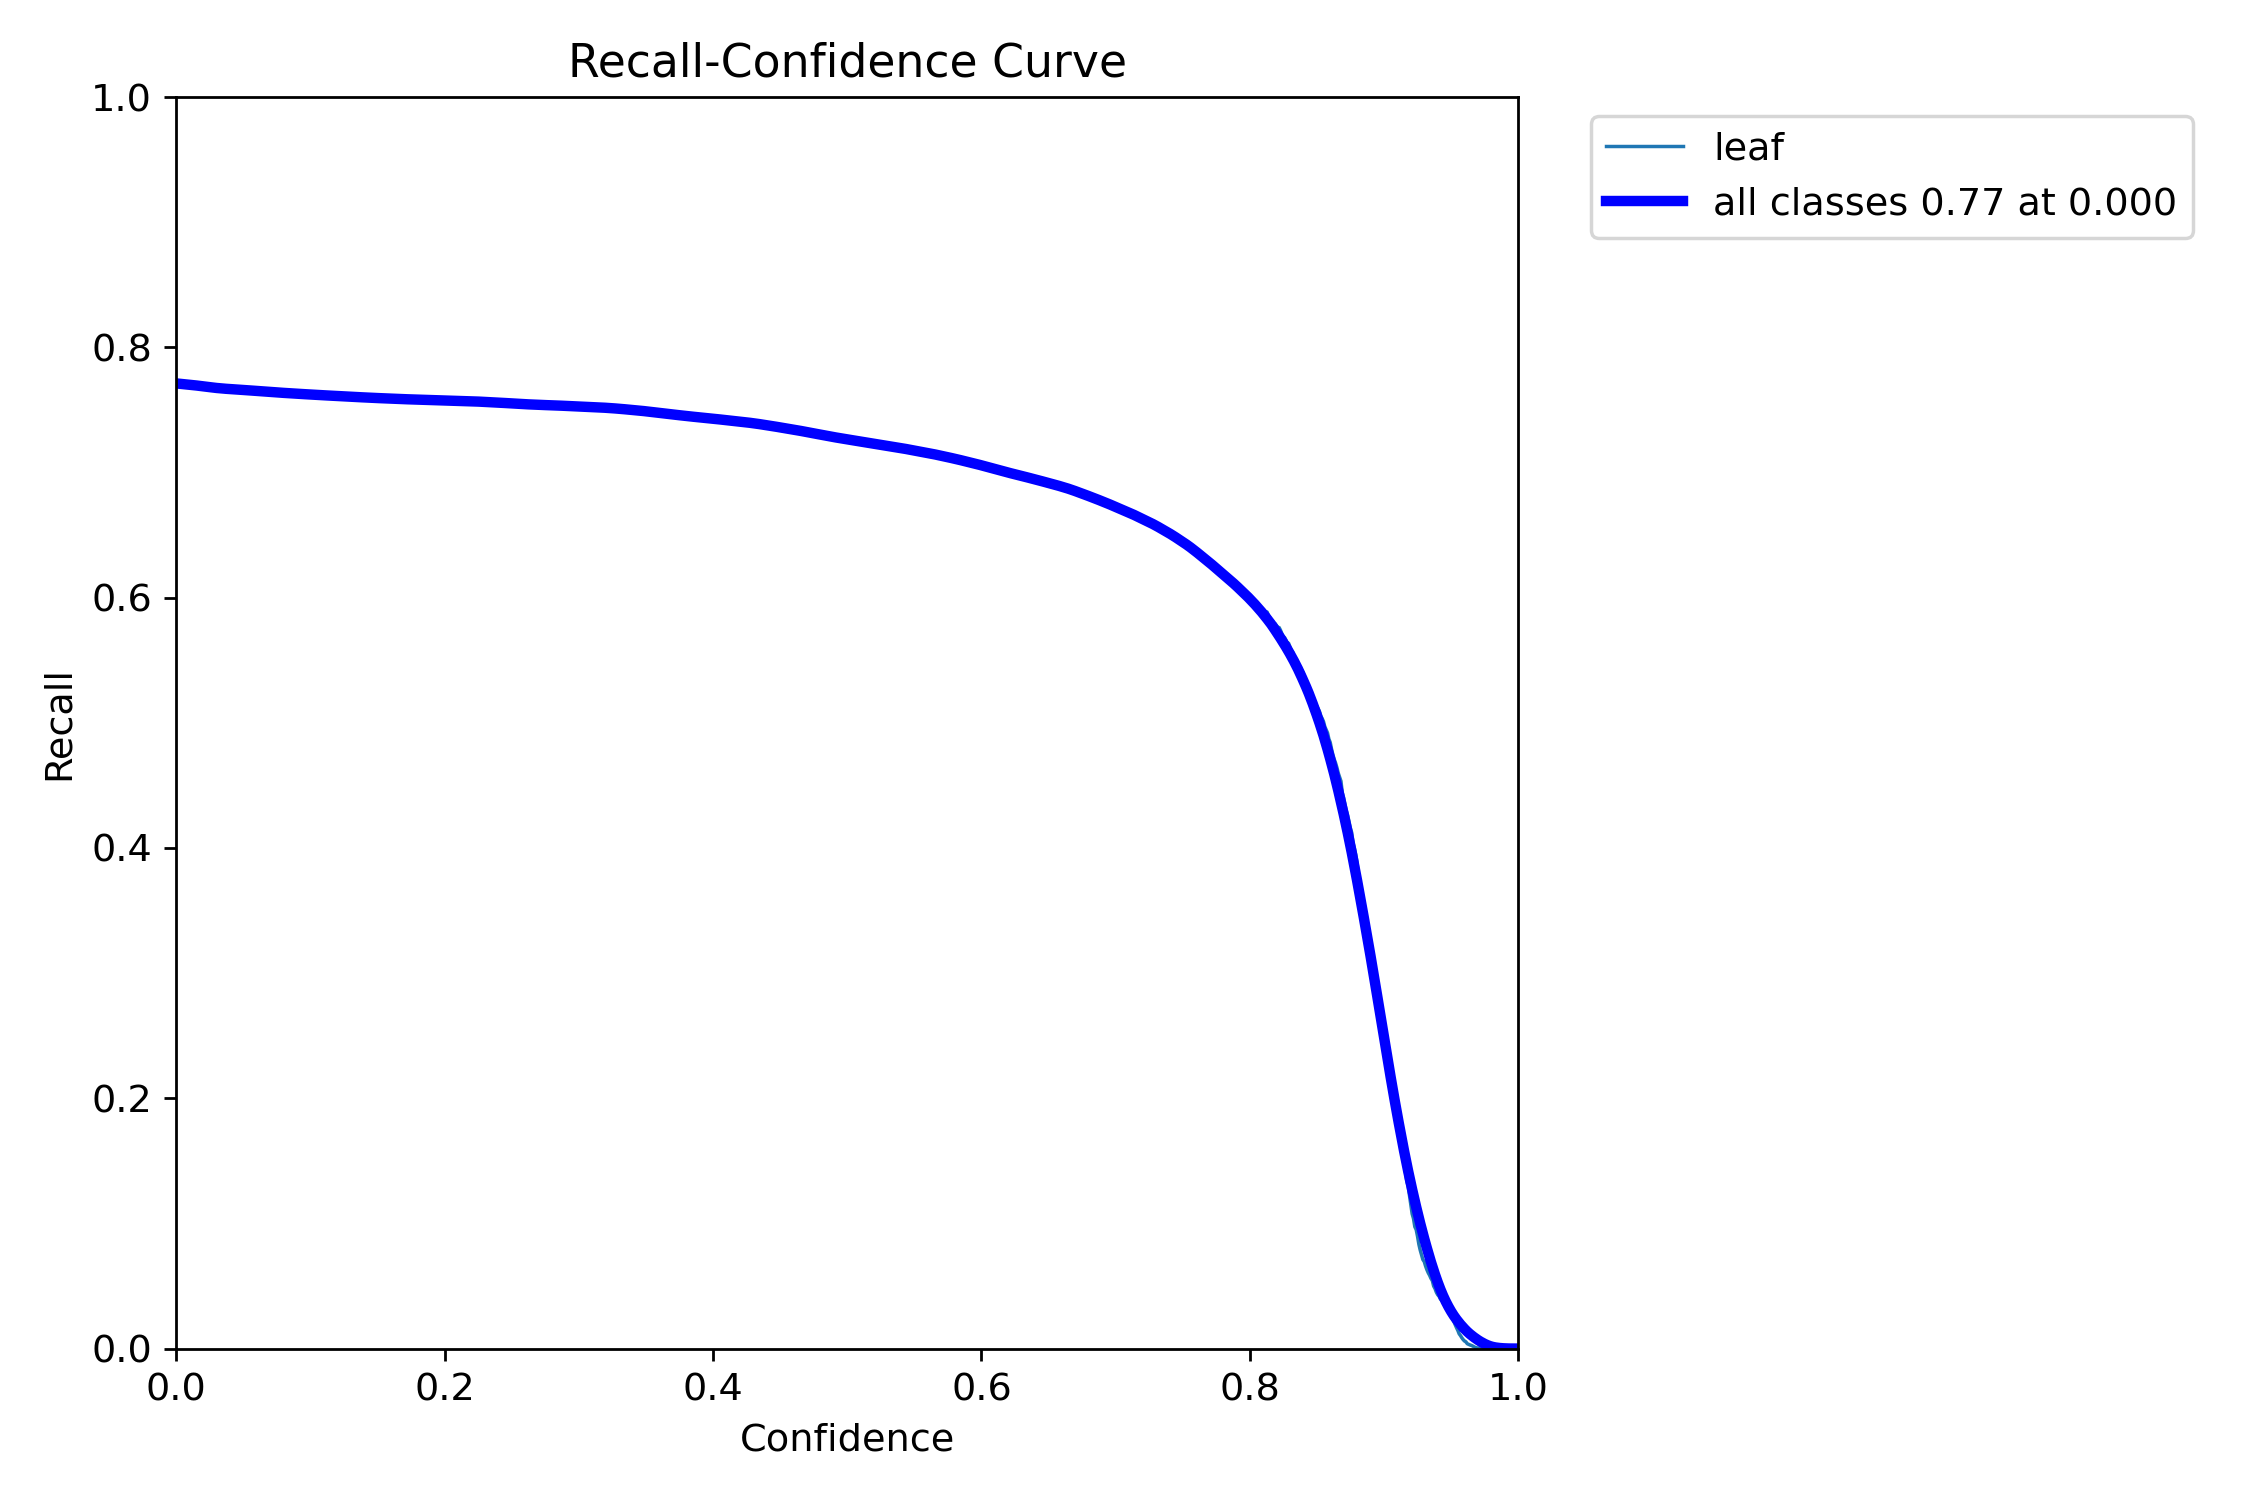 Recall-Confidence Curve
1.0
0.8
0.6
0.4
0.2
0.0
Recall
0.0 0.2 0.4 0.6 0.8 1.0
Confidence
leaf
all classes 0.77 at 0.000